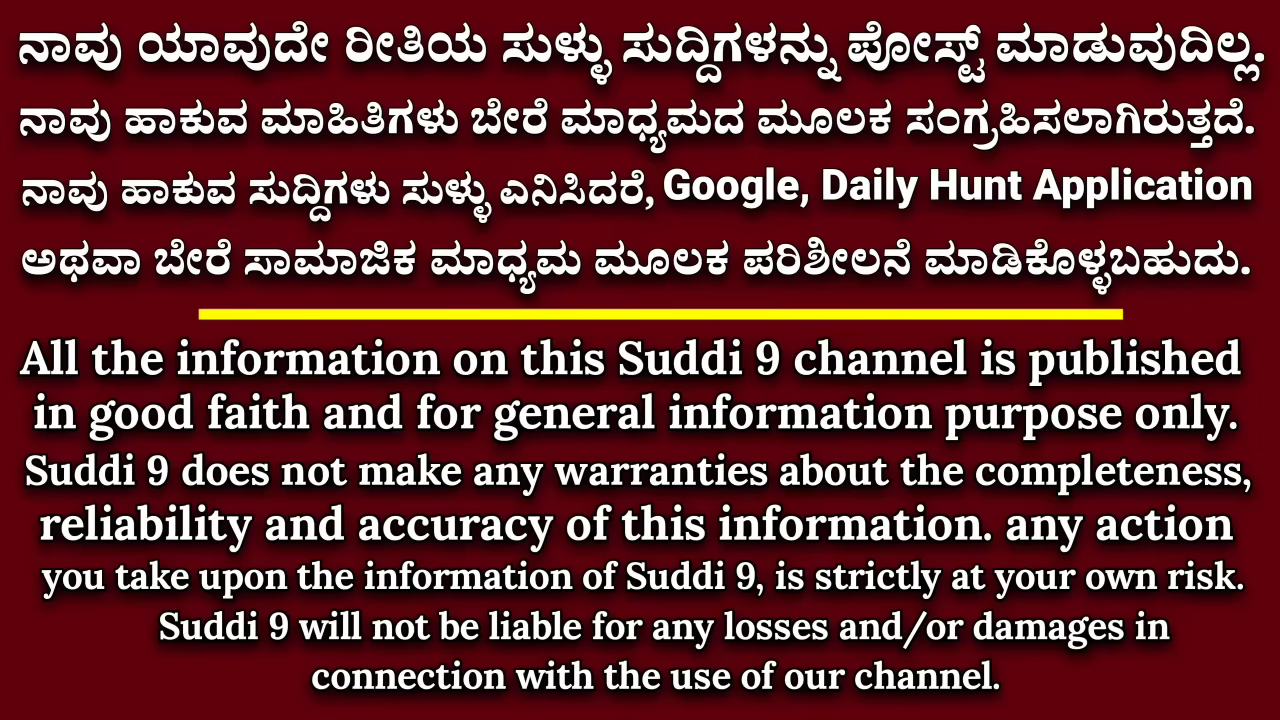 ನಾವು ಯಾವುದೇ ರೀತಿಯ ಸುಳ್ಳು ಸುದ್ದಿಗಳನ್ನು ಪೋಸ್ಟ್ ಮಾಡುವುದಿಲ್ಲ.
ನಾವು ಹಾಕುವ ಮಾಹಿತಿಗಳು ಬೇರೆ ಮಾಧ್ಯಮದ ಮೂಲಕ ಸಂಗ್ರಹಿಸಲಾಗಿರುತ್ತದೆ.
ನಾವು ಹಾಕುವ ಸುದ್ದಿಗಳು ಸುಳ್ಳು ಎನಿಸಿದರೆ, Google, Daily Hunt Application
ಅಥವಾ ಬೇರೆ ಸಾಮಾಜಿಕ ಮಾಧ್ಯಮ ಮೂಲಕ ಪರಿಶೀಲನೆ ಮಾಡಿಕೊಳ್ಳಬಹುದು.
All the information on this Suddi 9 channel is published
in good faith and for general information purpose only.
Suddi 9 does not make any warranties about the completeness,
reliability and accuracy of this information. any action
you take upon the information of Suddi 9, is strictly at your own risk.
Suddi 9 will not be liable for any losses and/or damages in
connection with the use of our channel.